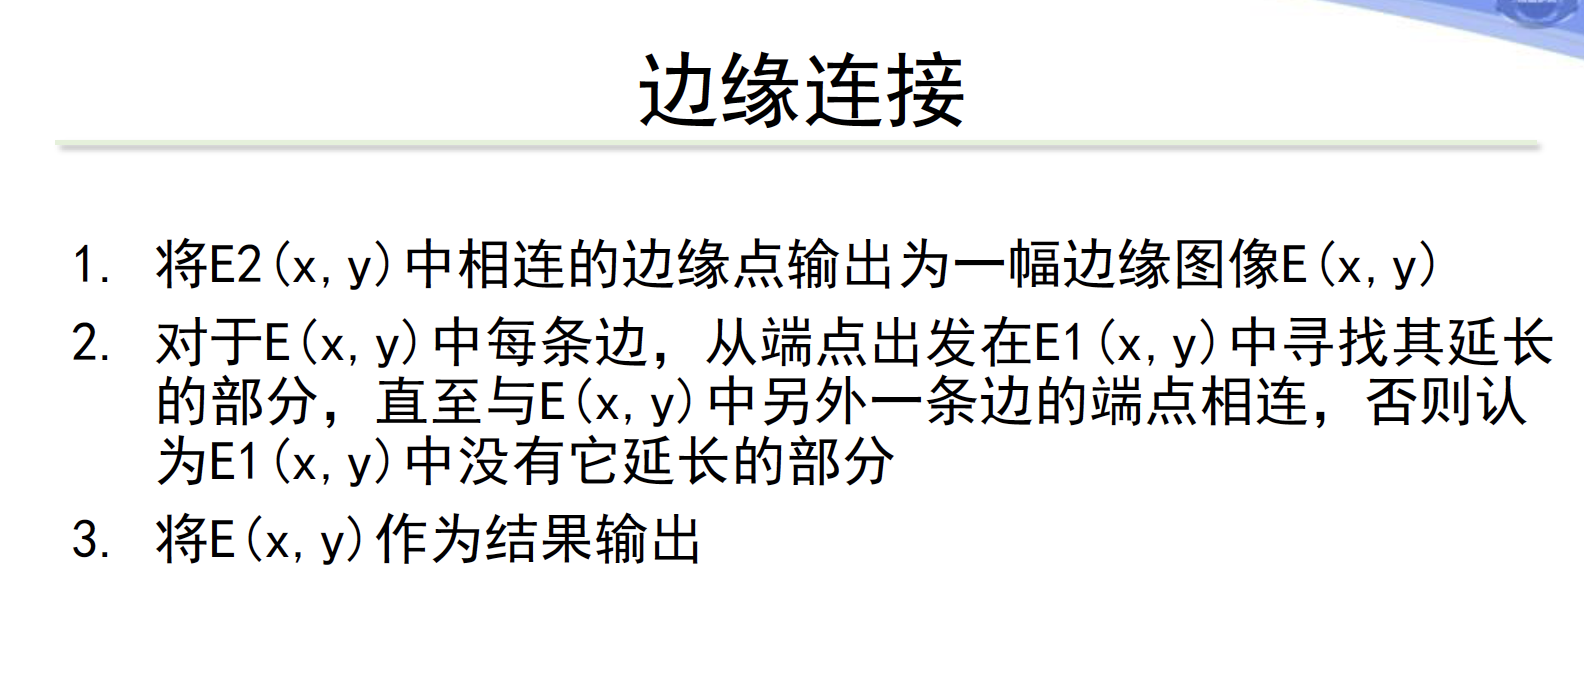 边缘连接
1. 将E2(x,y)中相连的边缘点输出为一幅边缘图像E(x,y)
2. 对于E(x,y)中每条边，从端点出发在E1(x,y)中寻找其延长
的部分，直至与E(x,y)中另外一条边的端点相连，否则认
为E1(x,y)中没有它延长的部分
3. 将E(x,y)作为结果输出